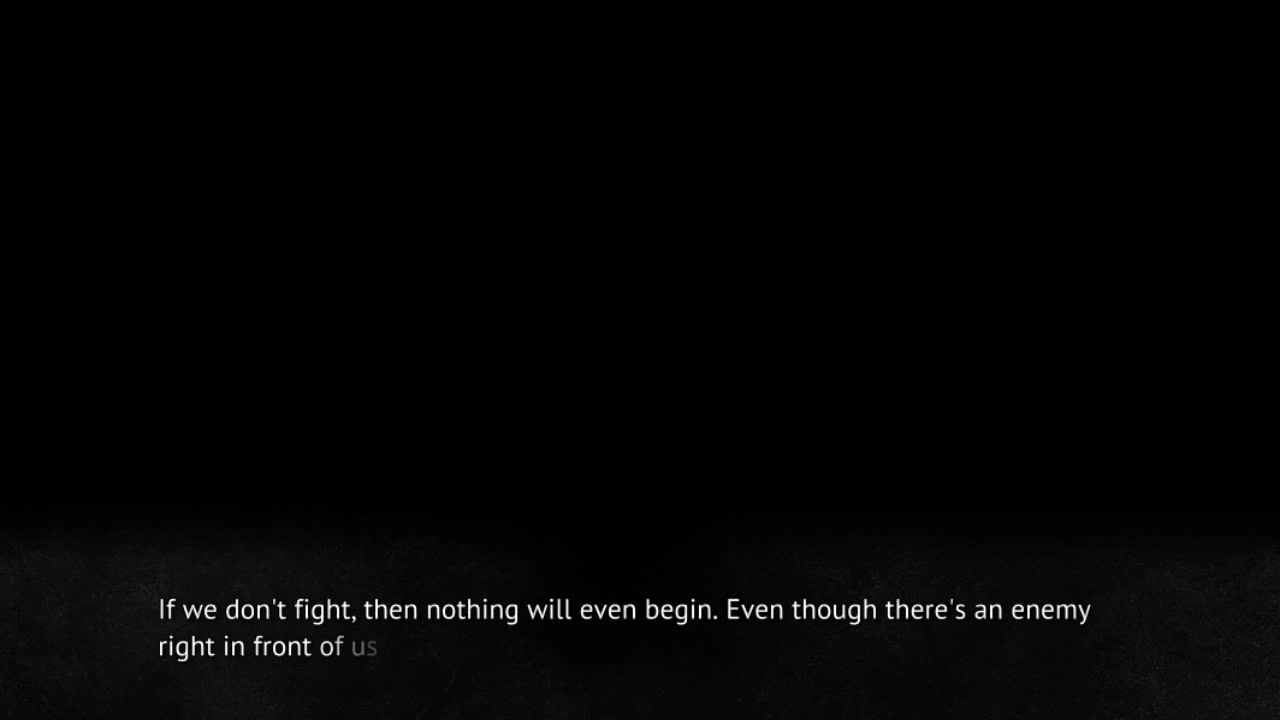 If we don't fight, then nothing will even begin. Even though there's an enemy
right in front of us